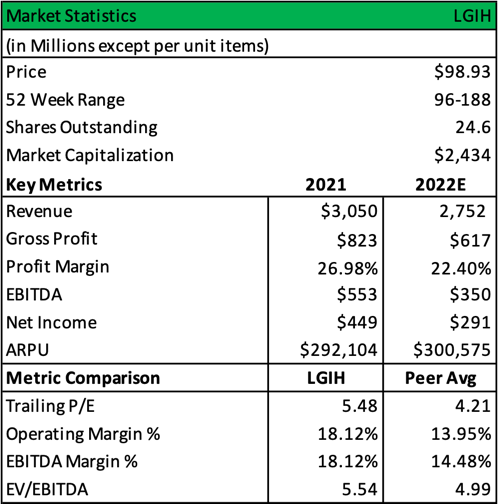 Market Statistics LGIH
(in Millions except per unit items)
Price $98.93
52 Week Range 96-188
Shares Outstanding 24.6
Market Capitalization $2,434
Key Metrics 2021 2022E
Revenue $3,050 2,752
Gross Profit $823 $617
Profit Margin 26.98% 22.40%
EBITDA $553 $350
Net Income $449 $291
ARPU $292,104 $300,575
Metric Comparison LGIH Peer Avg
Trailing P/E 5.48 4.21
Operating Margin % 18.12% 13.95%
EBITDA Margin % 18.12% 14.48%
EV/EBITDA 5.54 4.99